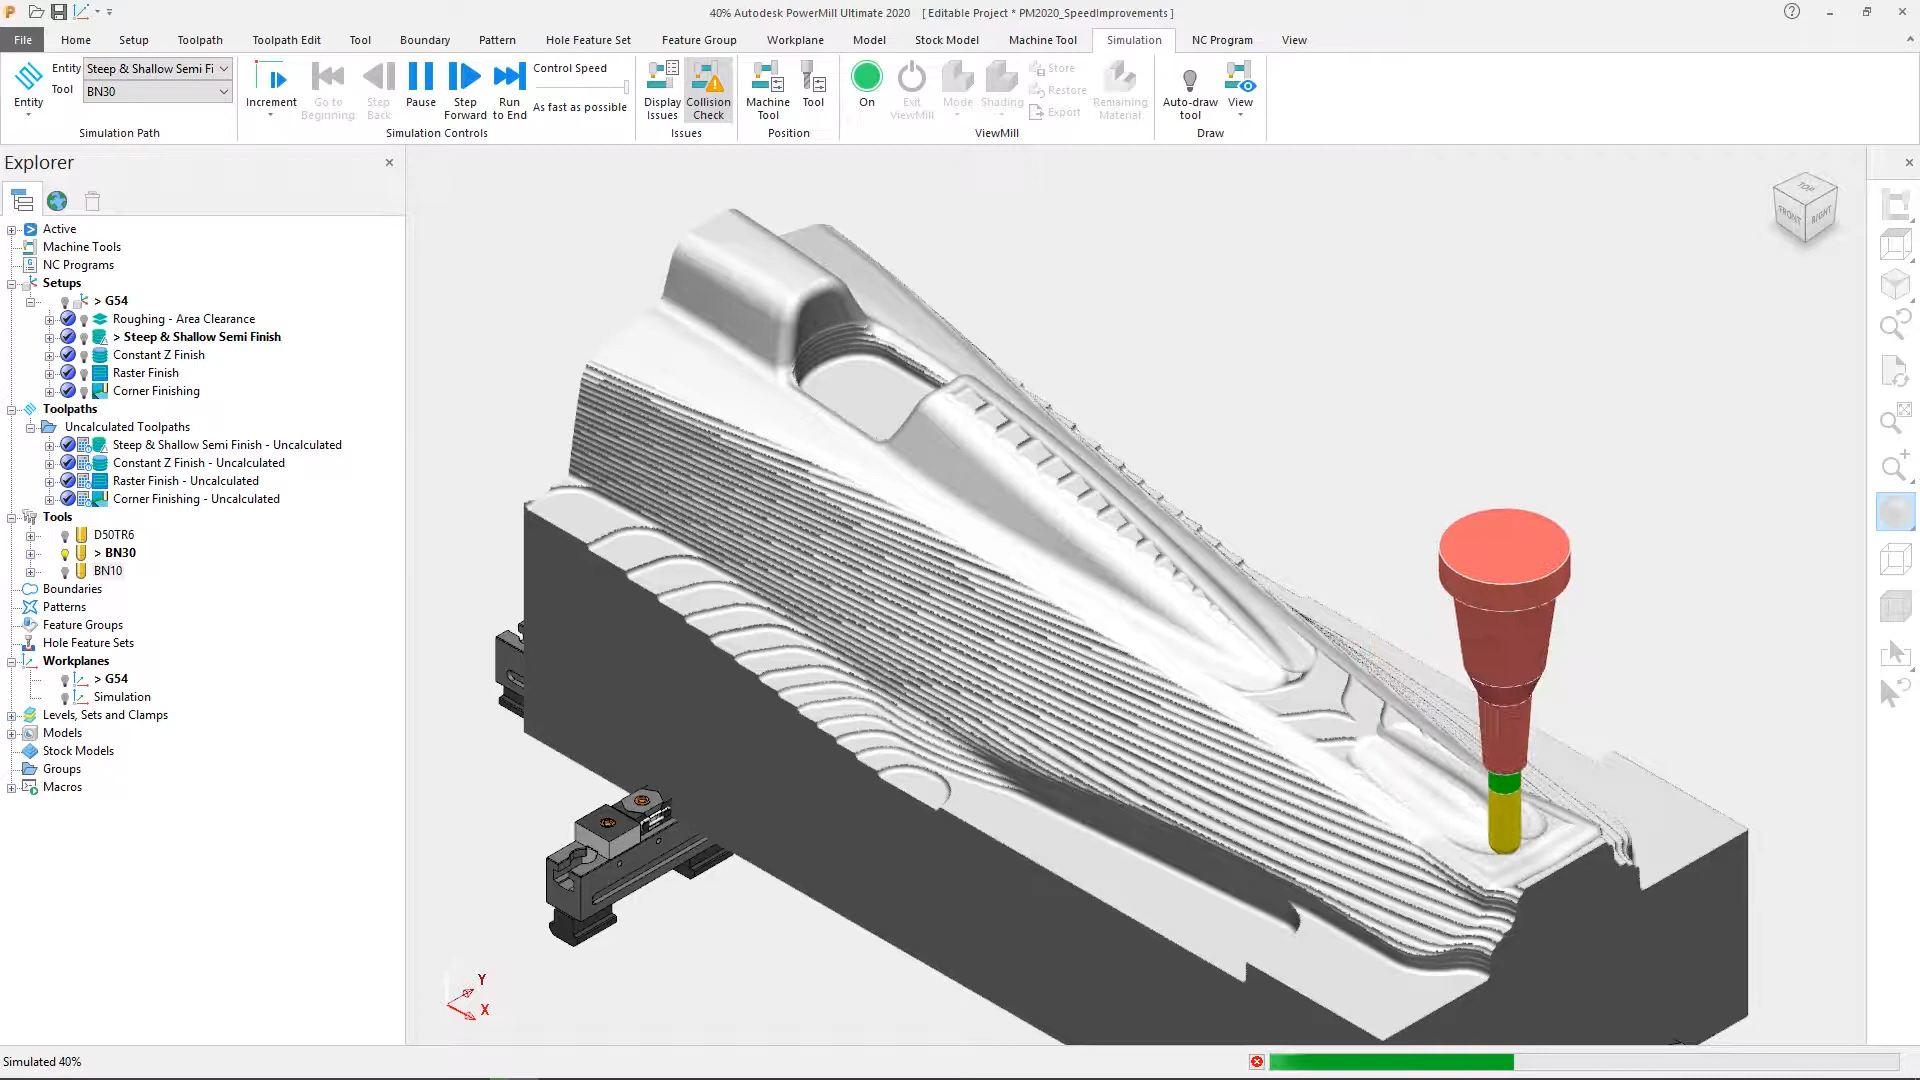 40% Autodesk PowerMill Ultimate 2020 [ Editable Project * PM2020_SpeedImprovements ]
File Home Setup Toolpath Toolpath Edit Tool Boundary Pattern Hole Feature Set Feature Group Workplane Model Stock Model Machine Tool Simulation NC Program View
Entity
Entity Steep & Shallow Semi Fi
Tool BN30
Simulation Path
Increment
Go to Beginning
Step Back
Pause
Step Forward
Run to End
Control Speed
As fast as possible
Simulation Controls
Display Issues
Collision Check
Issues
Machine Tool
Tool
Position
On
Exit ViewMill
Mode
Shading
Store
Restore
Export
Remaining Material
ViewMill
Auto-draw tool
View
Draw
Explorer
Active
Machine Tools
NC Programs
Setups
> G54
Roughing - Area Clearance
> Steep & Shallow Semi Finish
Constant Z Finish
Raster Finish
Corner Finishing
Toolpaths
Uncalculated Toolpaths
Steep & Shallow Semi Finish - Uncalculated
Constant Z Finish - Uncalculated
Raster Finish - Uncalculated
Corner Finishing - Uncalculated
Tools
D50TR6
> BN30
BN10
Boundaries
Patterns
Feature Groups
Hole Feature Sets
Workplanes
> G54
Simulation
Levels, Sets and Clamps
Models
Stock Models
Groups
Macros
TOP
FRONT
RIGHT
Y
X
Simulated 40%